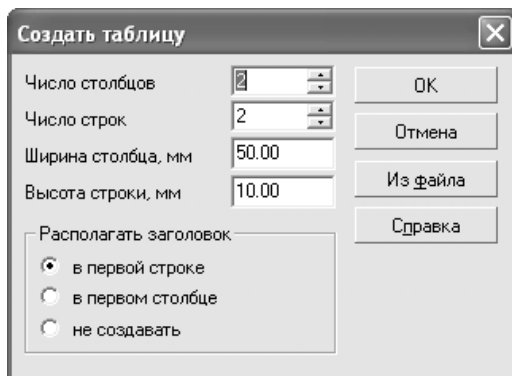 Создать таблицу
Число столбцов 2
Число строк 2
Ширина столбца, мм 50.00
Высота строки, мм 10.00
Располагать заголовок
в первой строке
в первом столбце
не создавать
OK
Отмена
Из файла
Справка